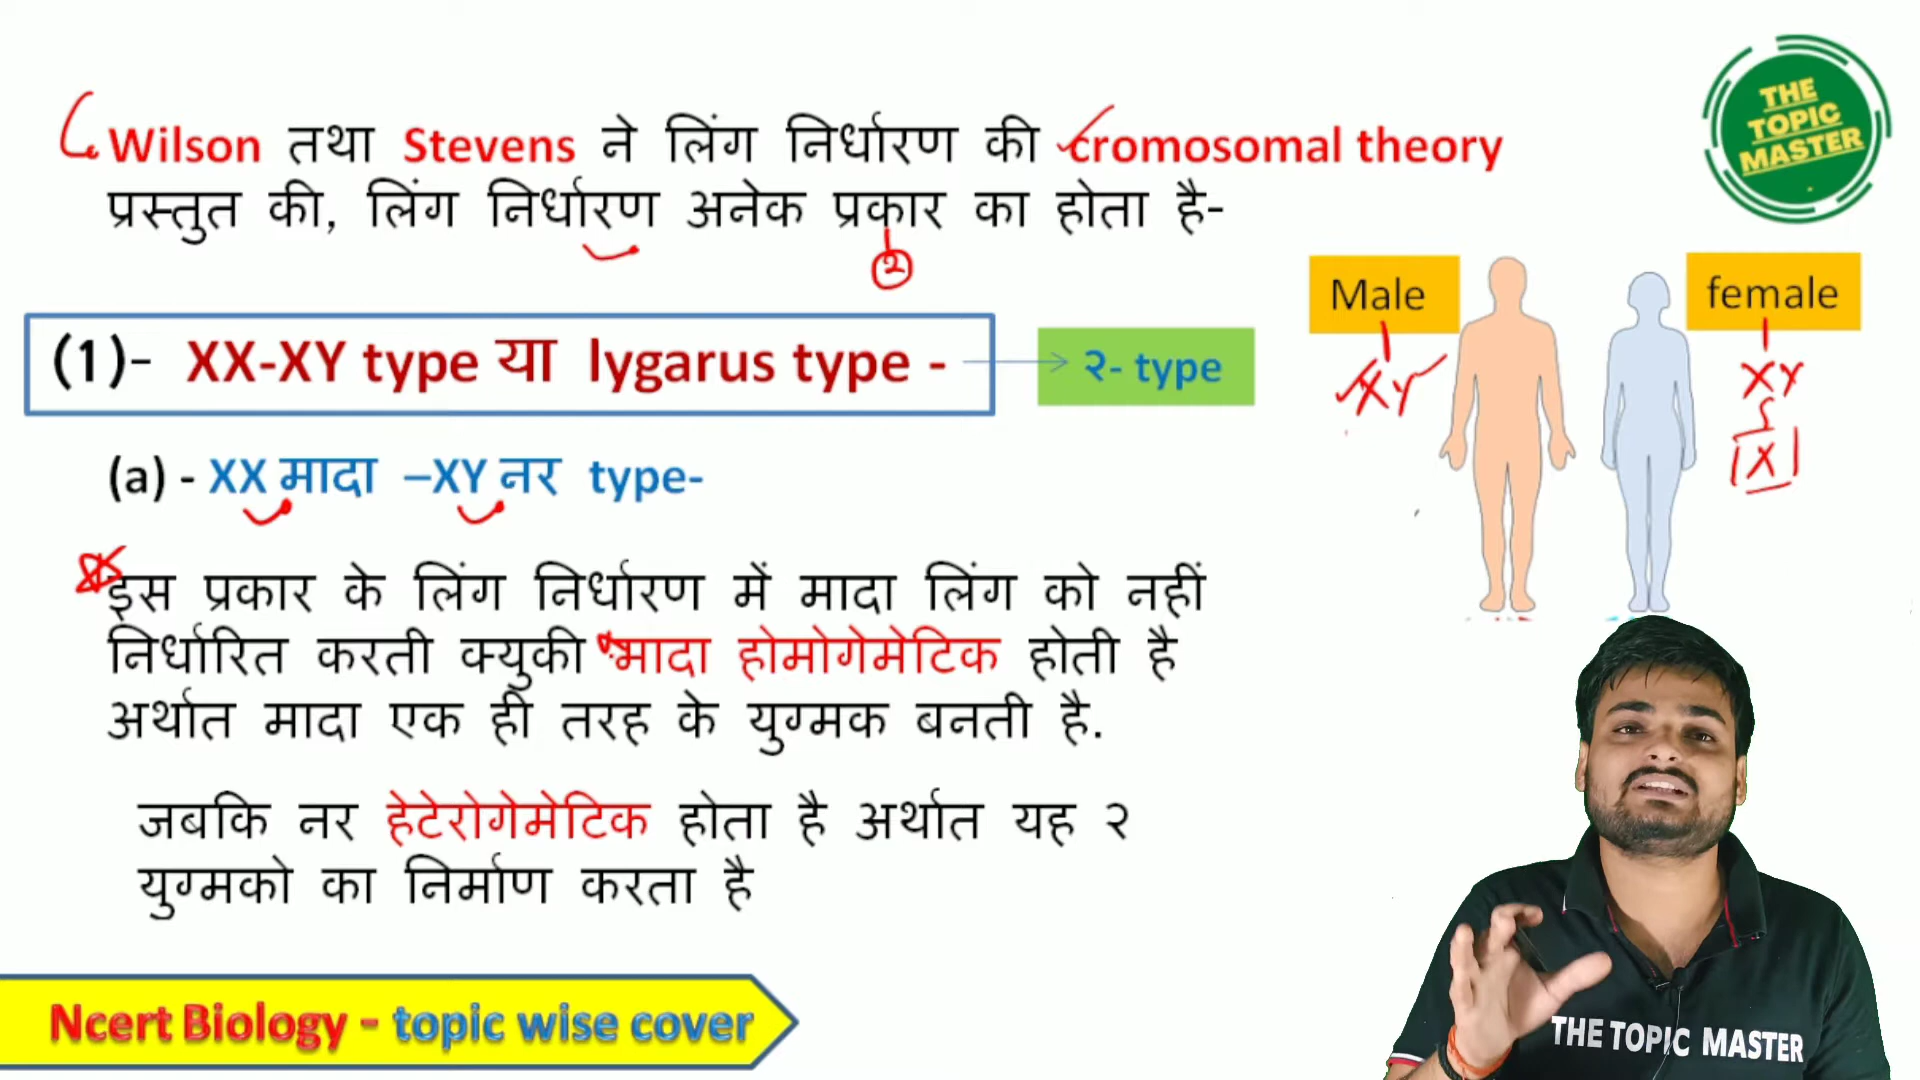 Wilson तथा Stevens ने लिंग निर्धारण की cromosomal theory
प्रस्तुत की, लिंग निर्धारण अनेक प्रकार का होता है-
२
THE
TOPIC
MASTER
Male
female
XY
XX
X
(1)- XX-XY type या lygarus type -
२- type
(a) - XX मादा –XY नर type-
इस प्रकार के लिंग निर्धारण में मादा लिंग को नहीं
निर्धारित करती क्युकी मादा होमोगेमेटिक होती है
अर्थात मादा एक ही तरह के युग्मक बनती है.
जबकि नर हेटेरोगेमेटिक होता है अर्थात यह २
युग्मको का निर्माण करता है
Ncert Biology - topic wise cover
THE TOPIC MASTER